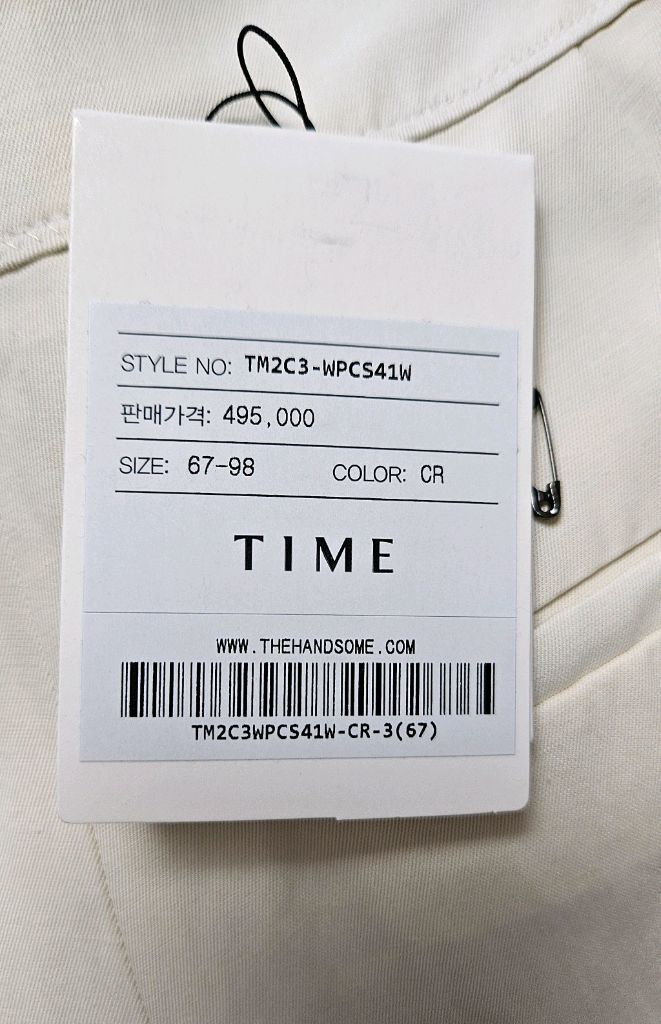 STYLE NO: TM2C3-WPCS41W
판매가격: 495,000
SIZE: 67-98 COLOR: CR
TIME
WWW.THEHANDSOME.COM
TM2C3WPCS41W-CR-3(67)